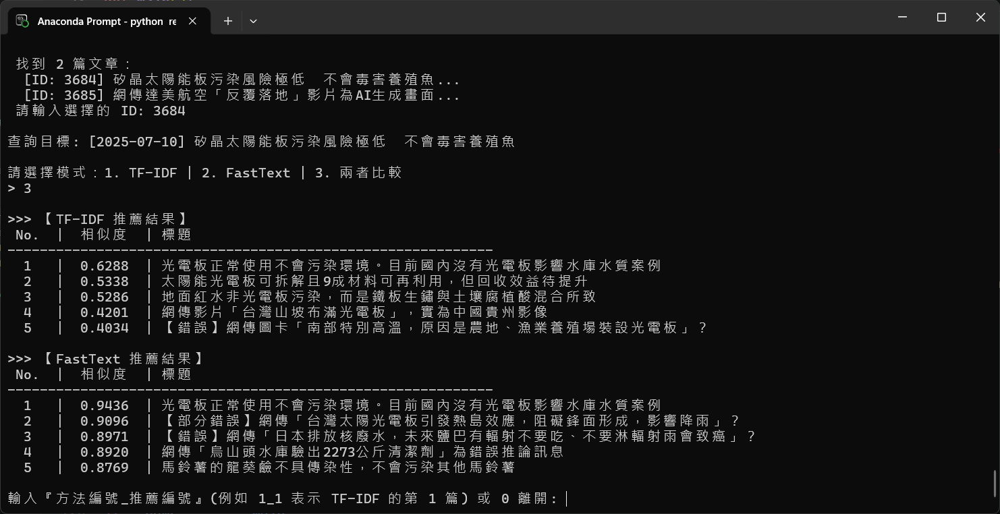 Anaconda Prompt - python re
找到 2 篇文章：
[ID: 3684] 矽晶太陽能板污染風險極低　不會毒害養殖魚...
[ID: 3685] 網傳達美航空「反覆落地」影片為AI生成畫面...
請輸入選擇的 ID: 3684
查詢目標: [2025-07-10] 矽晶太陽能板污染風險極低　不會毒害養殖魚
請選擇模式：1. TF-IDF | 2. FastText | 3. 兩者比較
> 3
>>> 【TF-IDF 推薦結果】
No. | 相似度 | 標題
------------------------------------------------------------
1 | 0.6288 | 光電板正常使用不會污染環境。目前國內沒有光電板影響水庫水質案例
2 | 0.5338 | 太陽能光電板可拆解且9成材料可再利用，但回收效益待提升
3 | 0.5286 | 地面紅水非光電板污染，而是鐵板生鏽與土壤腐植酸混合所致
4 | 0.4201 | 網傳影片「台灣山坡布滿光電板」，實為中國貴州影像
5 | 0.4034 | 【錯誤】網傳圖卡「南部特別高溫，原因是農地、漁業養殖場裝設光電板」？
>>> 【FastText 推薦結果】
No. | 相似度 | 標題
------------------------------------------------------------
1 | 0.9436 | 光電板正常使用不會污染環境。目前國內沒有光電板影響水庫水質案例
2 | 0.9096 | 【部分錯誤】網傳「台灣太陽光電板引發熱島效應，阻礙鋒面形成，影響降雨」？
3 | 0.8971 | 【錯誤】網傳「日本排放核廢水，未來鹽巴有輻射不要吃、不要淋輻射雨會致癌」？
4 | 0.8920 | 網傳「烏山頭水庫驗出2273公斤清潔劑」為錯誤推論訊息
5 | 0.8769 | 馬鈴薯的龍葵鹼不具傳染性，不會污染其他馬鈴薯
輸入『方法編號_推薦編號』(例如 1_1 表示 TF-IDF 的第 1 篇) 或 0 離開: